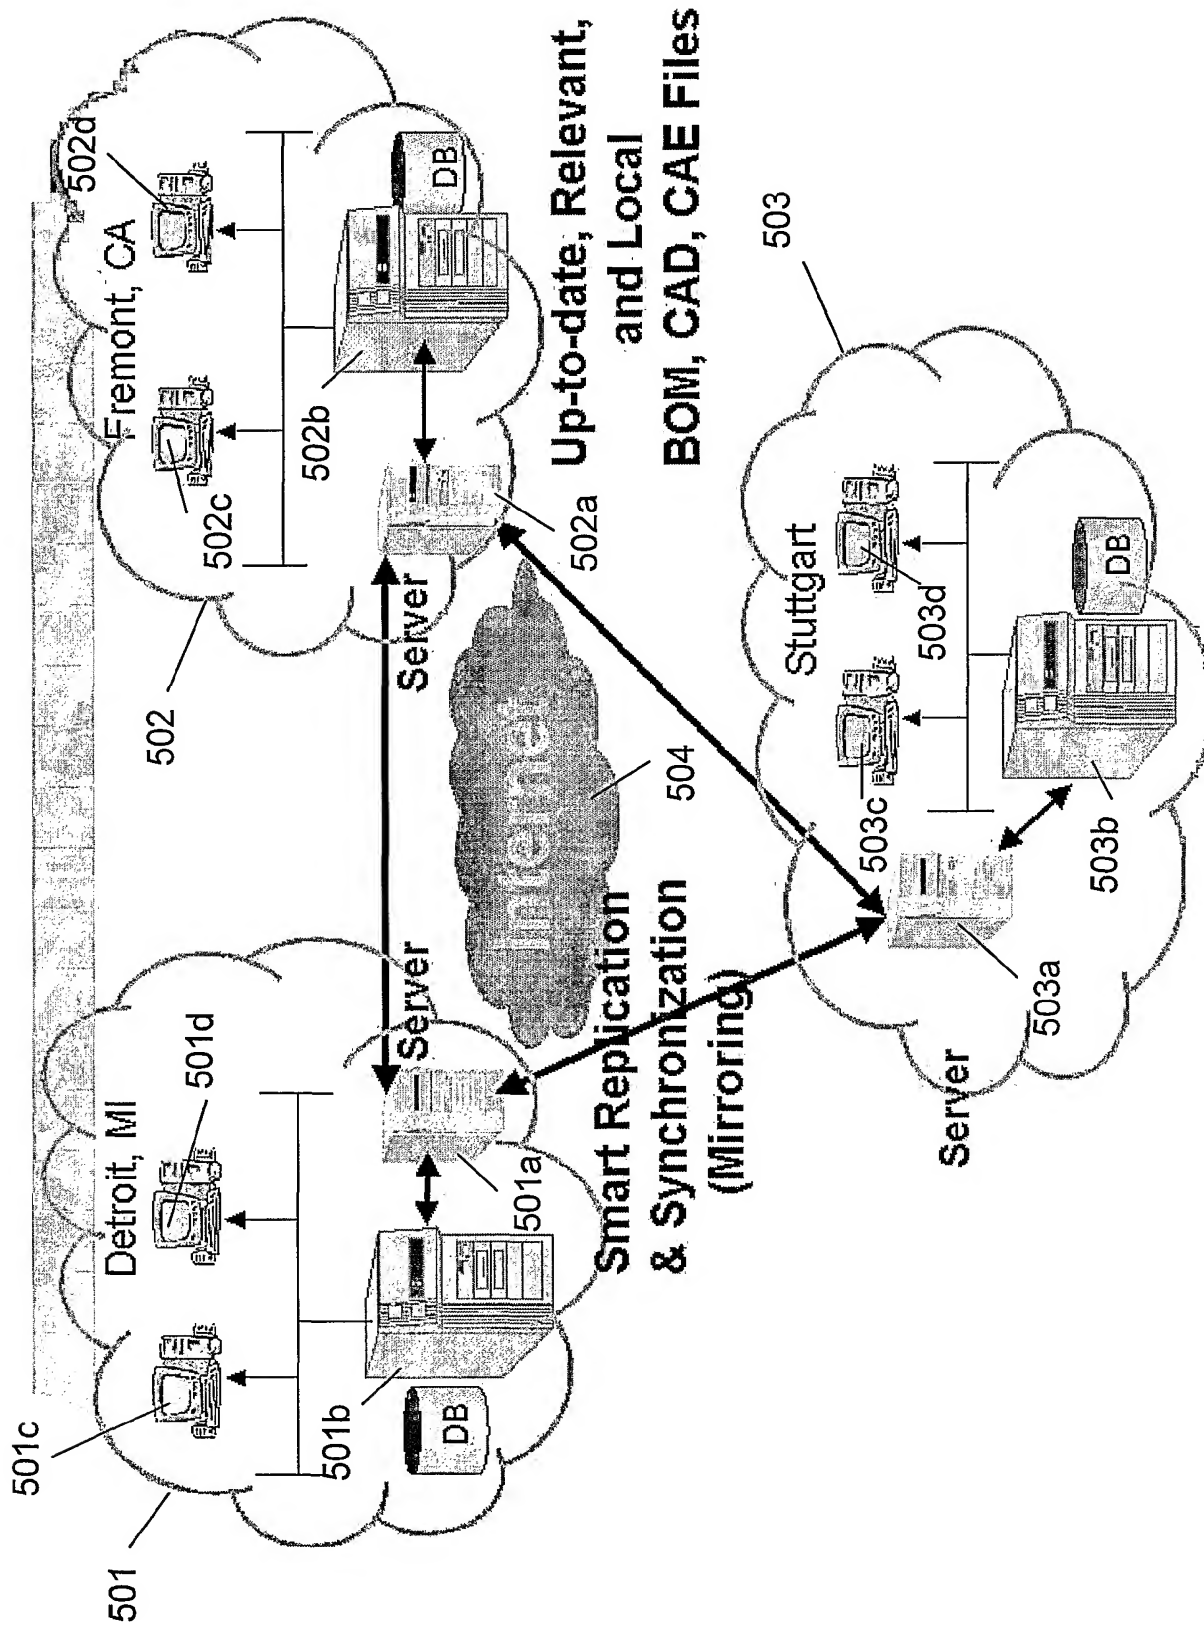 501c
501
Detroit, MI
501d
501b
DB
501a
Server
Smart Replication
& Synchronization
(Mirroring)
Internet
504
502
Fremont, CA
502c
502d
502b
DB
502a
Server
Up-to-date, Relevant,
and Local
BOM, CAD, CAE Files
503
Stuttgart
503c
503d
503b
DB
503a
Server